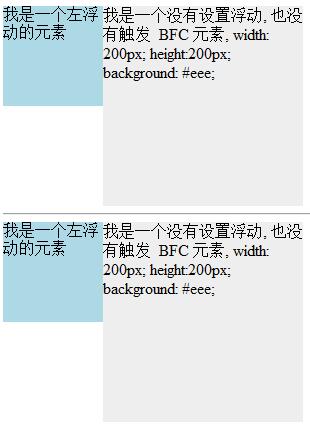 我是一个左浮
动的元素
我是一个没有设置浮动, 也没
有触发 BFC 元素, width:
200px; height:200px;
background: #eee;
我是一个左浮
动的元素
我是一个没有设置浮动, 也没
有触发 BFC 元素, width:
200px; height:200px;
background: #eee;